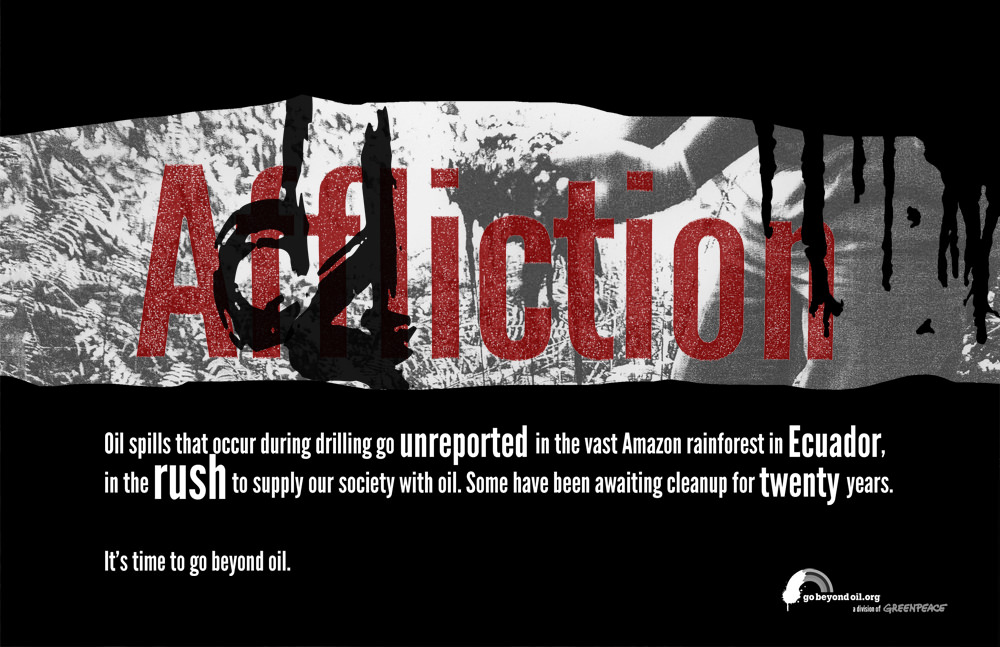 Affliction
Oil spills that occur during drilling go unreported in the vast Amazon rainforest in Ecuador,
in the rush to supply our society with oil. Some have been awaiting cleanup for twenty years.
It's time to go beyond oil.
go beyond oil.org
a division of GREENPEACE